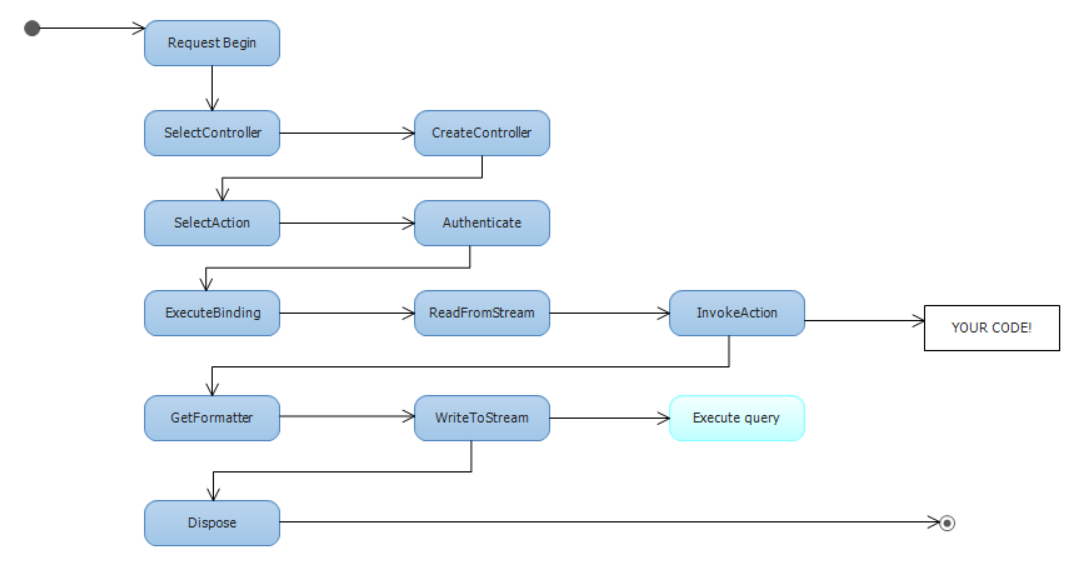 Request Begin
SelectController
CreateController
SelectAction
Authenticate
ExecuteBinding
ReadFromStream
InvokeAction
YOUR CODE!
GetFormatter
WriteToStream
Execute query
Dispose